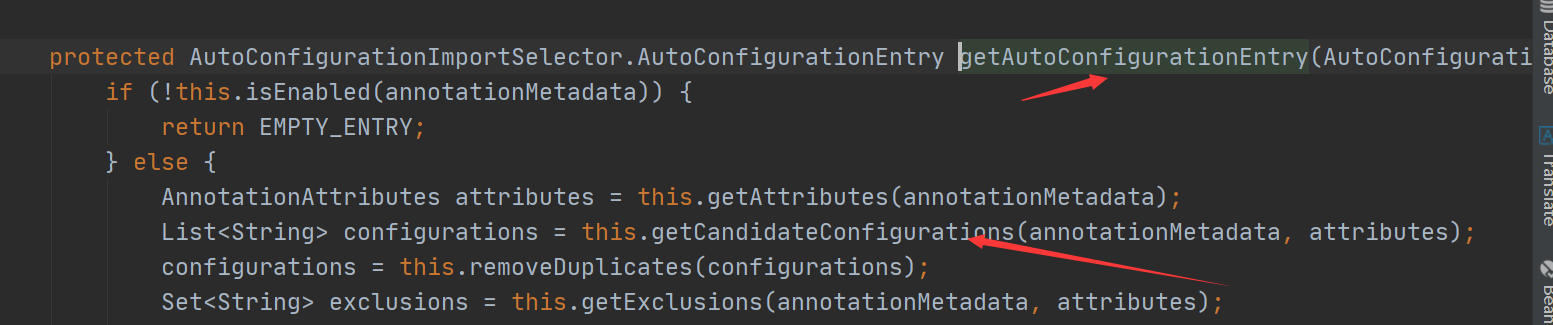 protected AutoConfigurationImportSelector.AutoConfigurationEntry getAutoConfigurationEntry(AutoConfigurati
if (!this.isEnabled(annotationMetadata)) {
return EMPTY_ENTRY;
} else {
AnnotationAttributes attributes = this.getAttributes(annotationMetadata);
List<String> configurations = this.getCandidateConfigurations(annotationMetadata, attributes);
configurations = this.removeDuplicates(configurations);
Set<String> exclusions = this.getExclusions(annotationMetadata, attributes);
Database
Translate
Bean